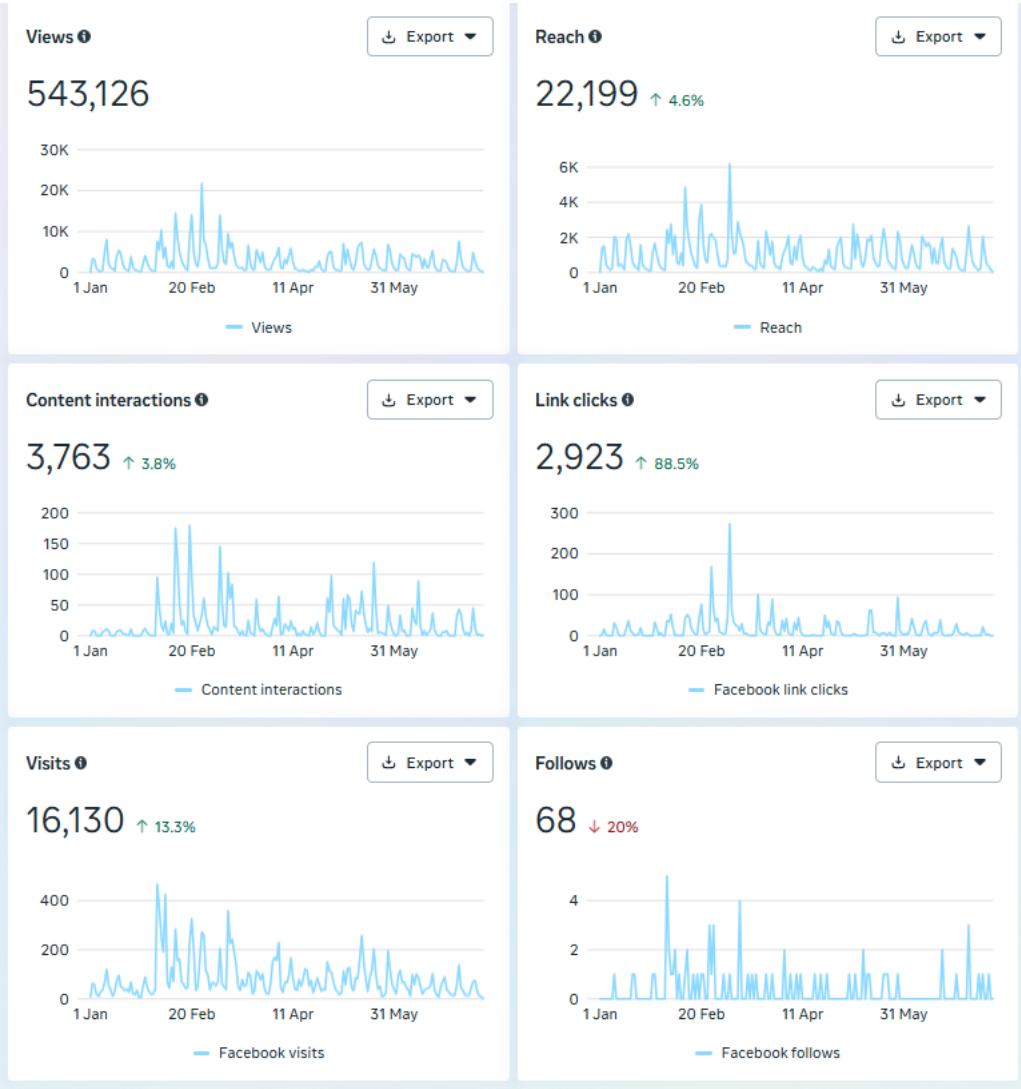 Views
Export
543,126
30K
20K
10K
0
1 Jan 20 Feb 11 Apr 31 May
Views
Reach
Export
22,199 ↑ 4.6%
6K
4K
2K
0
1 Jan 20 Feb 11 Apr 31 May
Reach
Content interactions
Export
3,763 ↑ 3.8%
200
150
100
50
0
1 Jan 20 Feb 11 Apr 31 May
Content interactions
Link clicks
Export
2,923 ↑ 88.5%
300
200
100
0
1 Jan 20 Feb 11 Apr 31 May
Facebook link clicks
Visits
Export
16,130 ↑ 13.3%
400
200
0
1 Jan 20 Feb 11 Apr 31 May
Facebook visits
Follows
Export
68 ↓ 20%
4
2
0
1 Jan 20 Feb 11 Apr 31 May
Facebook follows